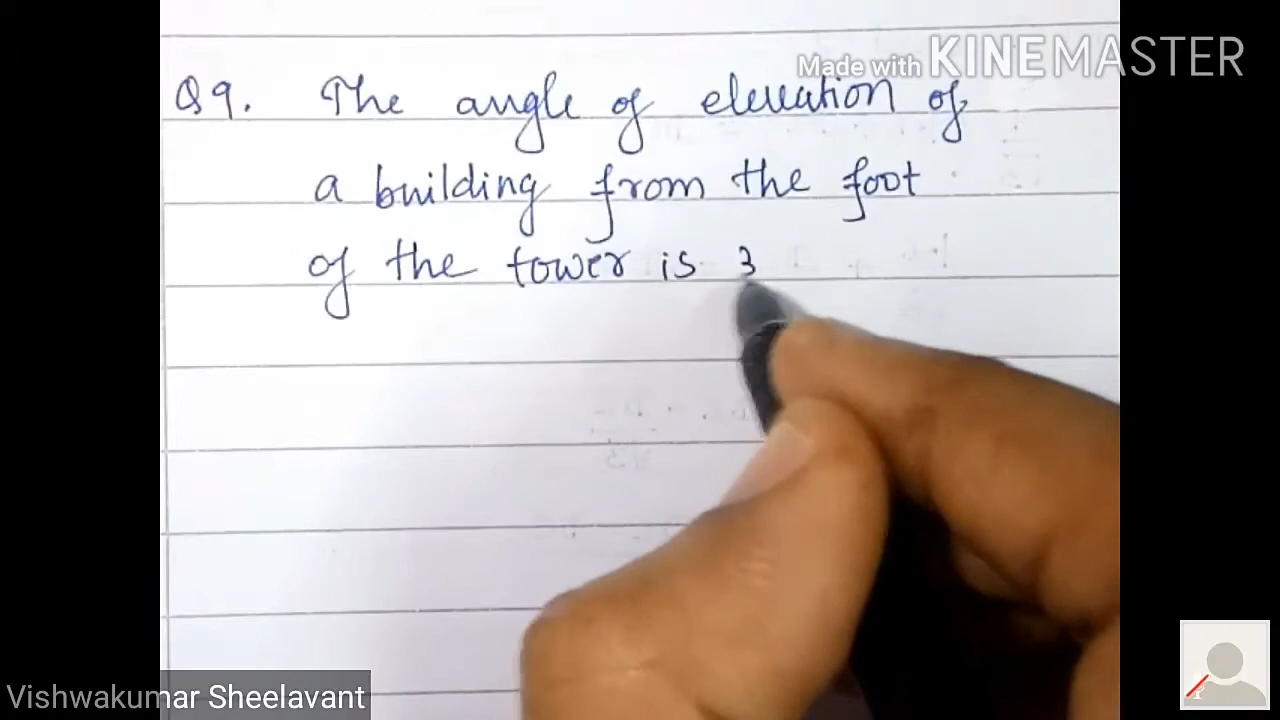 Made with KINEMASTER
Q9. The angle of elevation of
a building from the foot
of the tower is 3
Vishwakumar Sheelavant